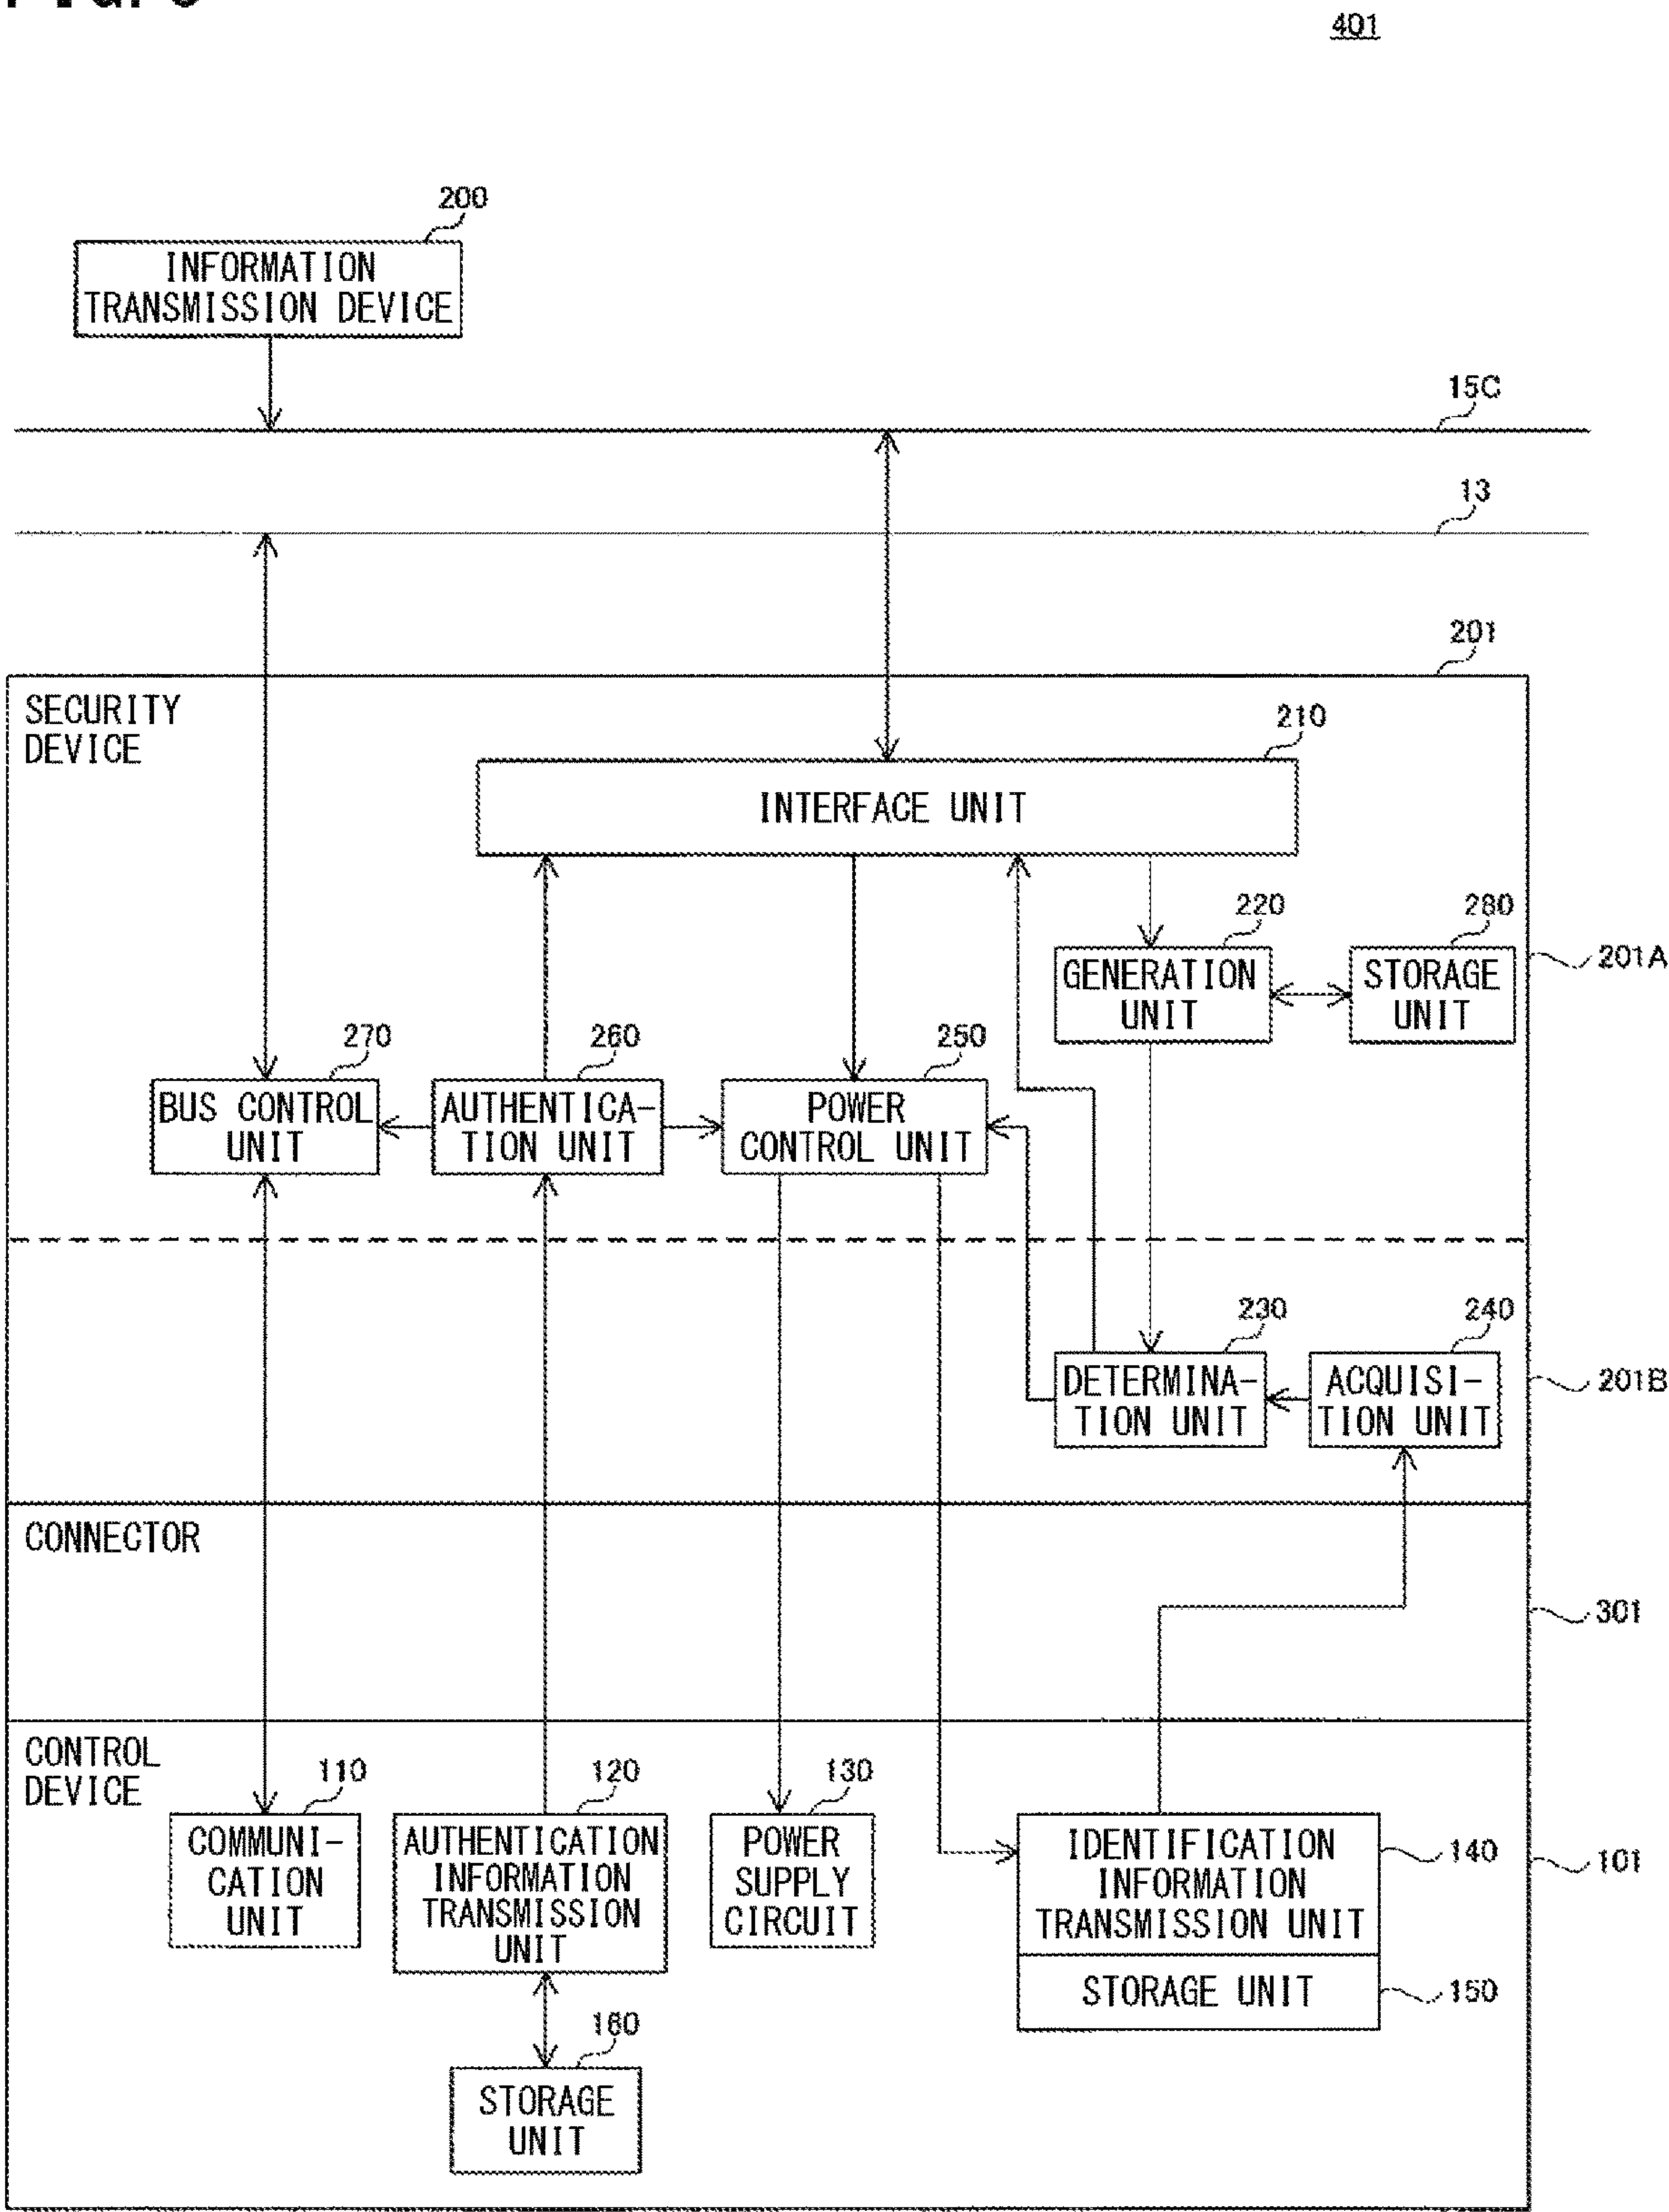 401
200
INFORMATION
TRANSMISSION DEVICE
15C
13
201
SECURITY
DEVICE
210
INTERFACE UNIT
220
280
GENERATION
UNIT
STORAGE
UNIT
201A
270
260
250
BUS CONTROL
UNIT
AUTHENTICA-
TION UNIT
POWER
CONTROL UNIT
230
240
DETERMINA-
TION UNIT
ACQUISI-
TION UNIT
201B
CONNECTOR
301
CONTROL
DEVICE
110
120
130
COMMUNI-
CATION
UNIT
AUTHENTICATION
INFORMATION
TRANSMISSION
UNIT
POWER
SUPPLY
CIRCUIT
IDENTIFICATION
INFORMATION
TRANSMISSION UNIT
140
101
STORAGE UNIT
150
160
STORAGE
UNIT